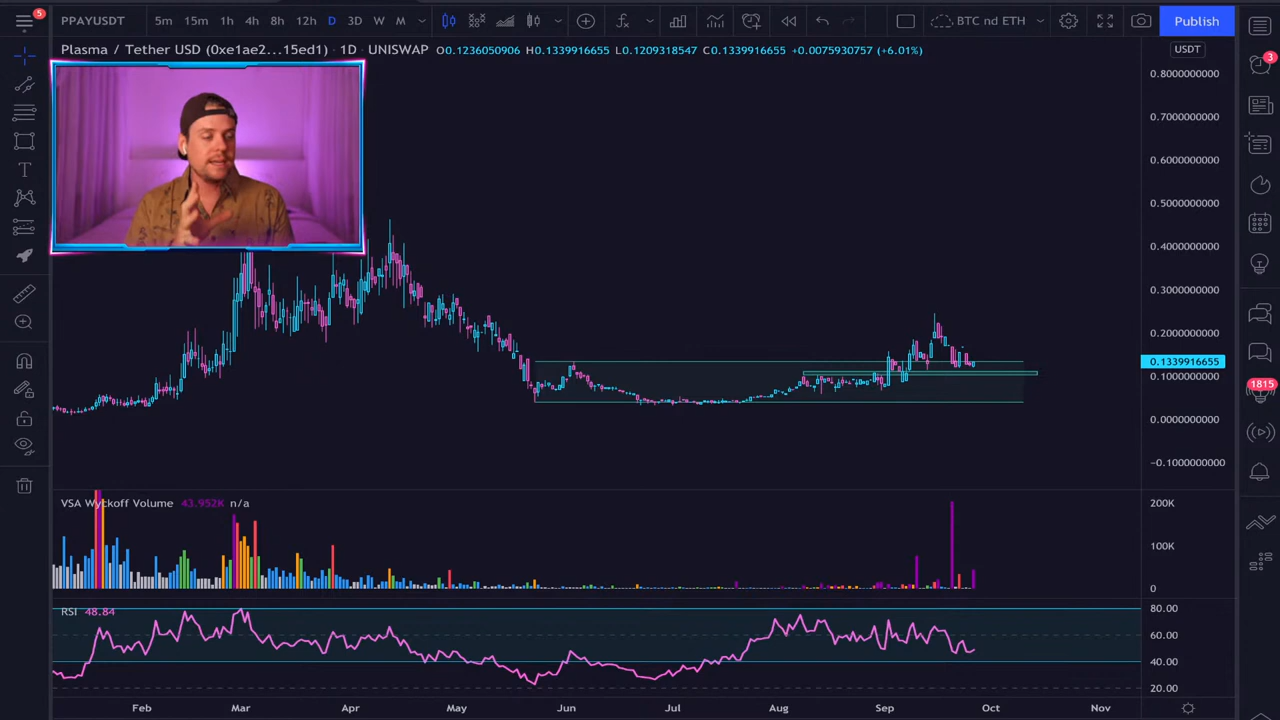 5
5m 15m 1h 4h 8h 12h D 3D W M
BTC nd ETH
Publish
Plasma / Tether USD (0xe1ae2...15ed1) · 1D · UNISWAP O0.1236050906 H0.1339916655 L0.1209318547 C0.1339916655 +0.0075930757 (+6.01%)
USDT
3
0.8000000000
0.7000000000
0.6000000000
0.5000000000
0.4000000000
0.3000000000
0.2000000000
0.1339916655
0.1000000000
0.0000000000
−0.1000000000
1815
VSA Wyckoff Volume 43.952K n/a
200K
100K
0
RSI 48.84
80.00
60.00
40.00
20.00
Feb Mar Apr May Jun Jul Aug Sep Oct Nov